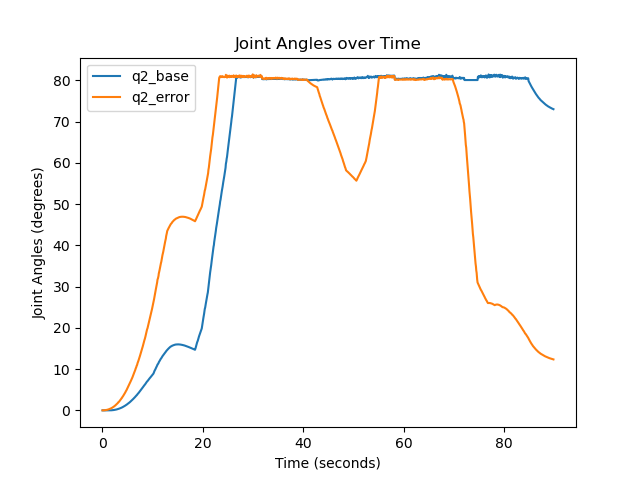 Joint Angles over Time
q2_base
q2_error
Joint Angles (degrees)
80
70
60
50
40
30
20
10
0
0 20 40 60 80
Time (seconds)